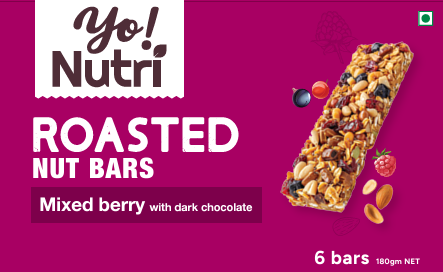 Yo!
Nutri
ROASTED
NUT BARS
Mixed berry with dark chocolate
6 bars 180gm NET